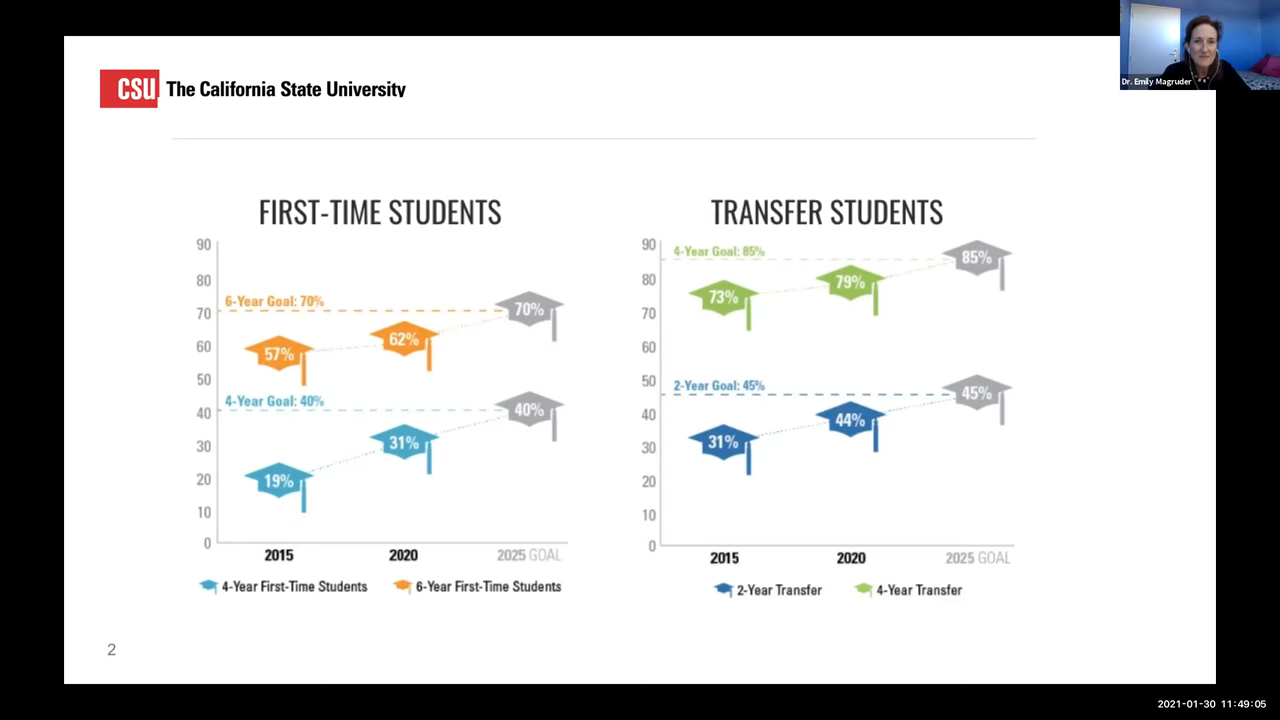 Dr. Emily Magruder
CSU The California State University
FIRST-TIME STUDENTS
90
80
70
60
50
40
30
20
10
0
6-Year Goal: 70%
57%
62%
70%
4-Year Goal: 40%
19%
31%
40%
2015
2020
2025 GOAL
4-Year First-Time Students
6-Year First-Time Students
TRANSFER STUDENTS
90
80
70
60
50
40
30
20
10
0
4-Year Goal: 85%
73%
79%
85%
2-Year Goal: 45%
31%
44%
45%
2015
2020
2025 GOAL
2-Year Transfer
4-Year Transfer
2
2021-01-30 11:49:05